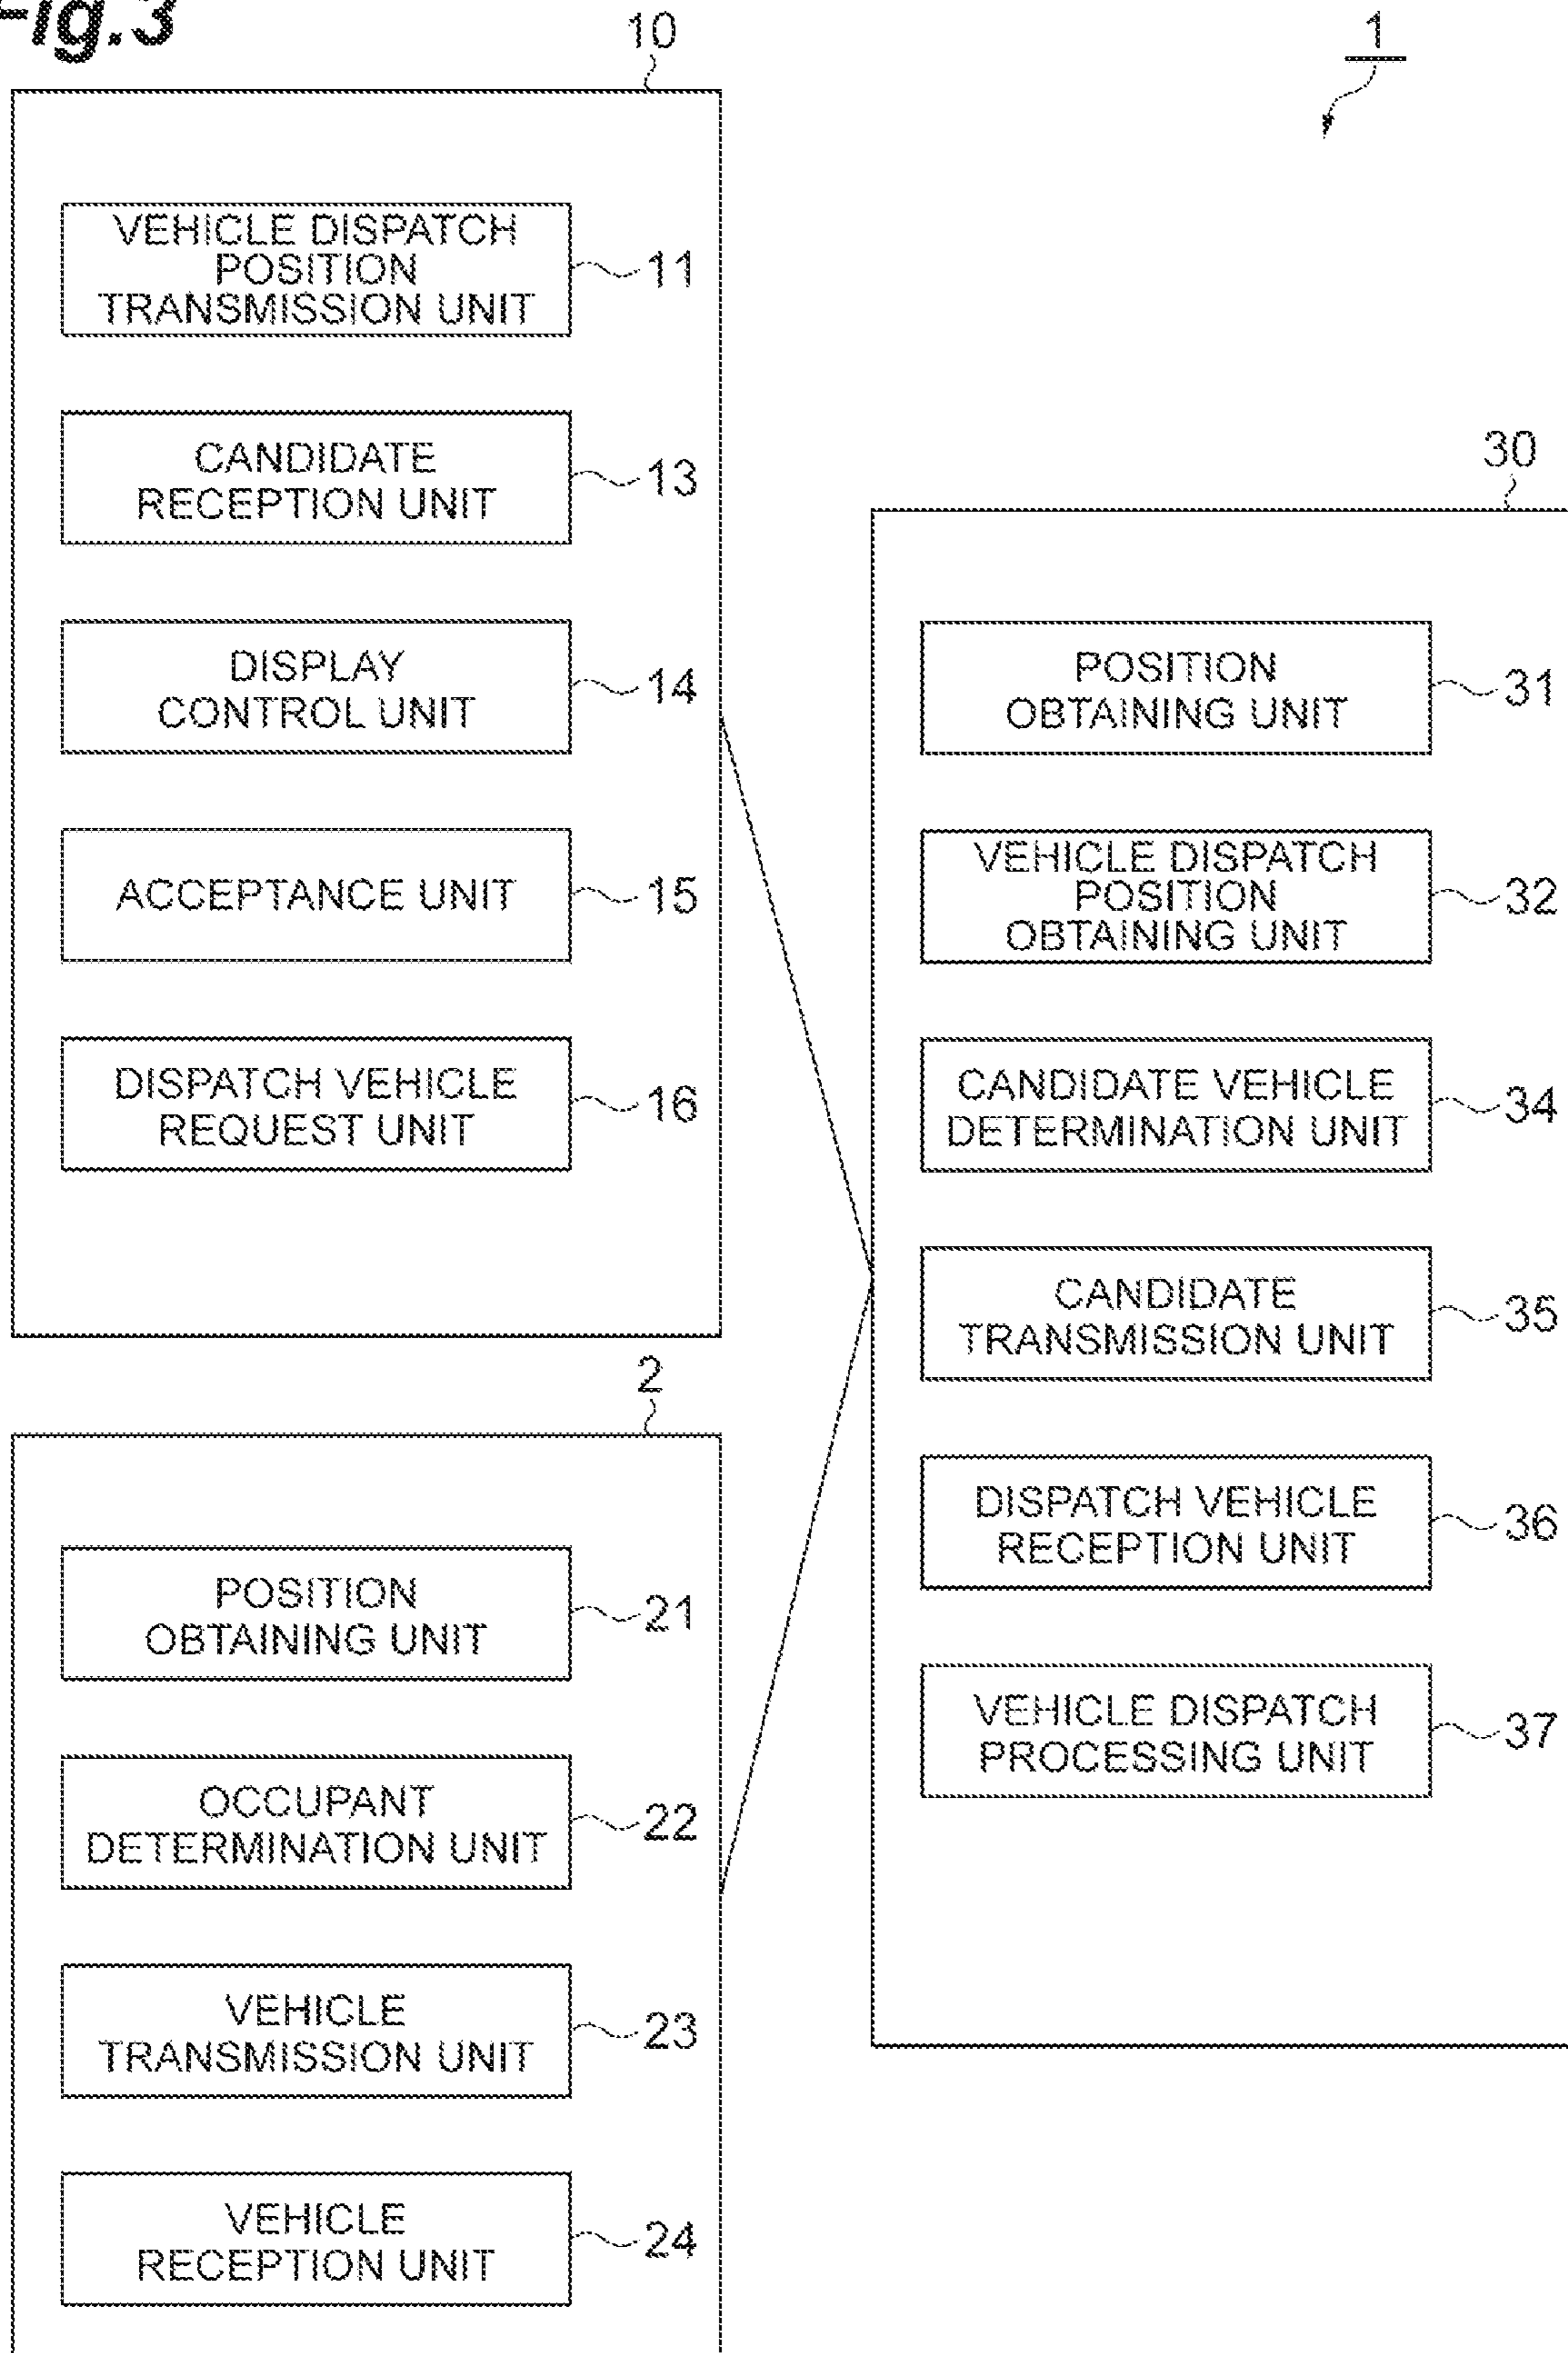 Fig.3
10
1
VEHICLE DISPATCH
POSITION
TRANSMISSION UNIT
11
CANDIDATE
RECEPTION UNIT
13
DISPLAY
CONTROL UNIT
14
ACCEPTANCE UNIT
15
DISPATCH VEHICLE
REQUEST UNIT
16
2
POSITION
OBTAINING UNIT
21
OCCUPANT
DETERMINATION UNIT
22
VEHICLE
TRANSMISSION UNIT
23
VEHICLE
RECEPTION UNIT
24
30
POSITION
OBTAINING UNIT
31
VEHICLE DISPATCH
POSITION
OBTAINING UNIT
32
CANDIDATE VEHICLE
DETERMINATION UNIT
34
CANDIDATE
TRANSMISSION UNIT
35
DISPATCH VEHICLE
RECEPTION UNIT
36
VEHICLE DISPATCH
PROCESSING UNIT
37